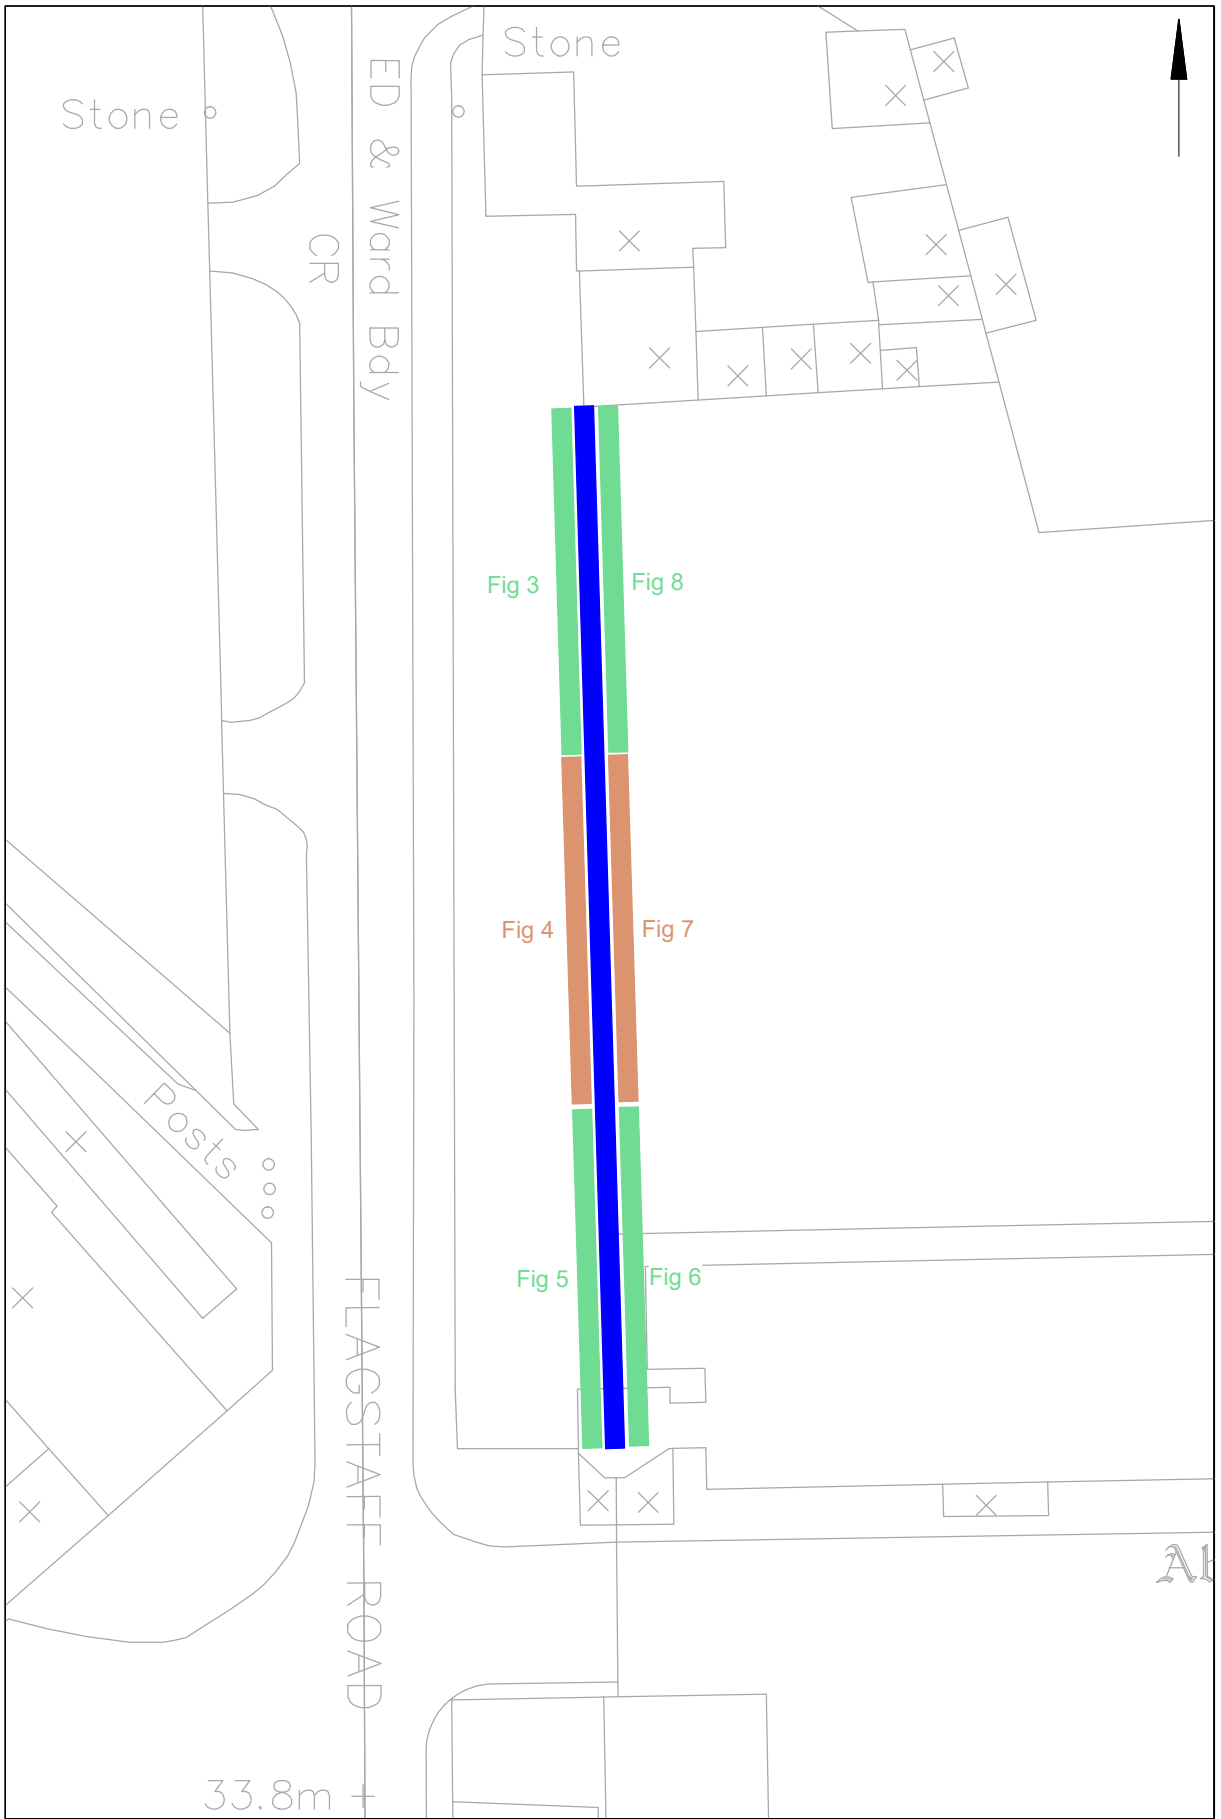 Stone
Stone
ED & Ward Bdy
CR
Fig 3
Fig 8
Fig 4
Fig 7
Posts
Fig 5
Fig 6
FLAGSTAFF ROAD
33.8m